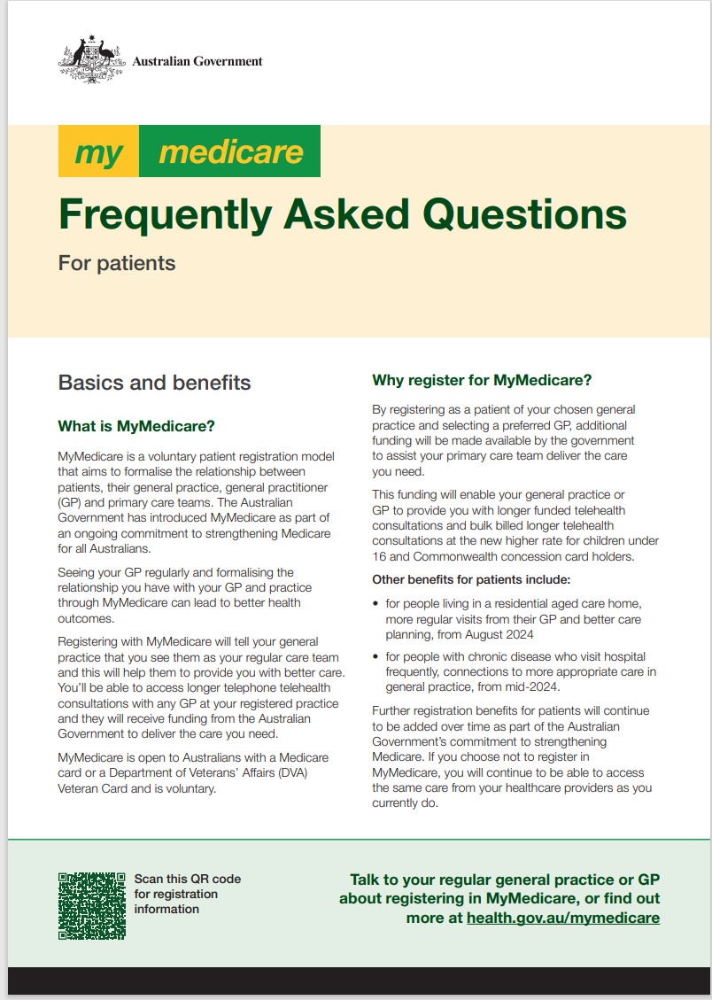 Australian Government
my medicare
Frequently Asked Questions
For patients
Basics and benefits
What is MyMedicare?
MyMedicare is a voluntary patient registration model
that aims to formalise the relationship between
patients, their general practice, general practitioner
(GP) and primary care teams. The Australian
Government has introduced MyMedicare as part of
an ongoing commitment to strengthening Medicare
for all Australians.
Seeing your GP regularly and formalising the
relationship you have with your GP and practice
through MyMedicare can lead to better health
outcomes.
Registering with MyMedicare will tell your general
practice that you see them as your regular care team
and this will help them to provide you with better care.
You’ll be able to access longer telephone telehealth
consultations with any GP at your registered practice
and they will receive funding from the Australian
Government to deliver the care you need.
MyMedicare is open to Australians with a Medicare
card or a Department of Veterans’ Affairs (DVA)
Veteran Card and is voluntary.
Why register for MyMedicare?
By registering as a patient of your chosen general
practice and selecting a preferred GP, additional
funding will be made available by the government
to assist your primary care team deliver the care
you need.
This funding will enable your general practice or
GP to provide you with longer funded telehealth
consultations and bulk billed longer telehealth
consultations at the new higher rate for children under
16 and Commonwealth concession card holders.
Other benefits for patients include:
• for people living in a residential aged care home,
more regular visits from their GP and better care
planning, from August 2024
• for people with chronic disease who visit hospital
frequently, connections to more appropriate care in
general practice, from mid-2024.
Further registration benefits for patients will continue
to be added over time as part of the Australian
Government’s commitment to strengthening
Medicare. If you choose not to register in
MyMedicare, you will continue to be able to access
the same care from your healthcare providers as you
currently do.
Scan this QR code
for registration
information
Talk to your regular general practice or GP
about registering in MyMedicare, or find out
more at health.gov.au/mymedicare